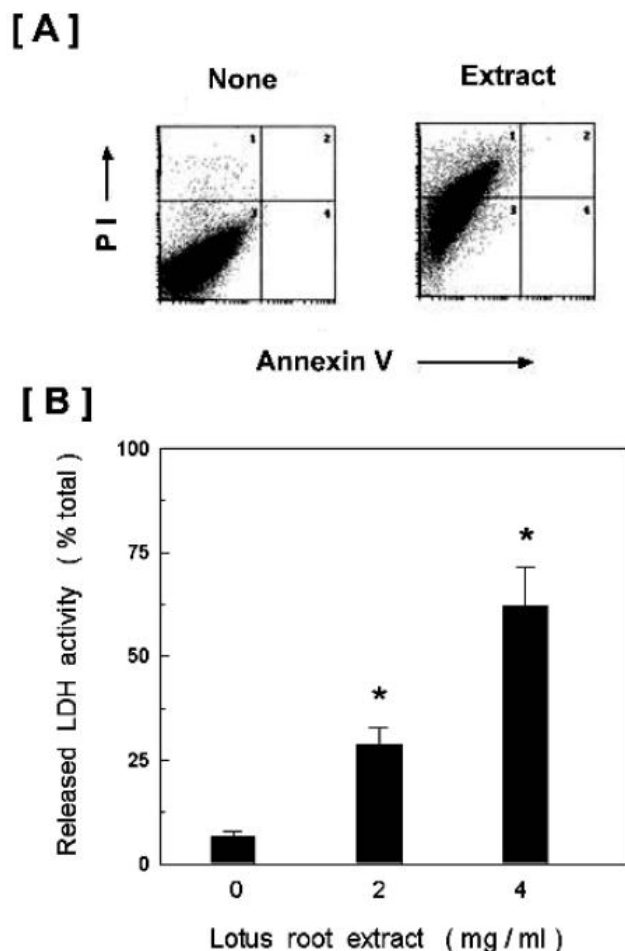 [ A ]
None Extract
1 2 1 2
3 4 3 4
PI
Annexin V
[ B ]
100
75
50
25
0
Released LDH activity ( % total )
* *
0 2 4
Lotus root extract ( mg / ml )